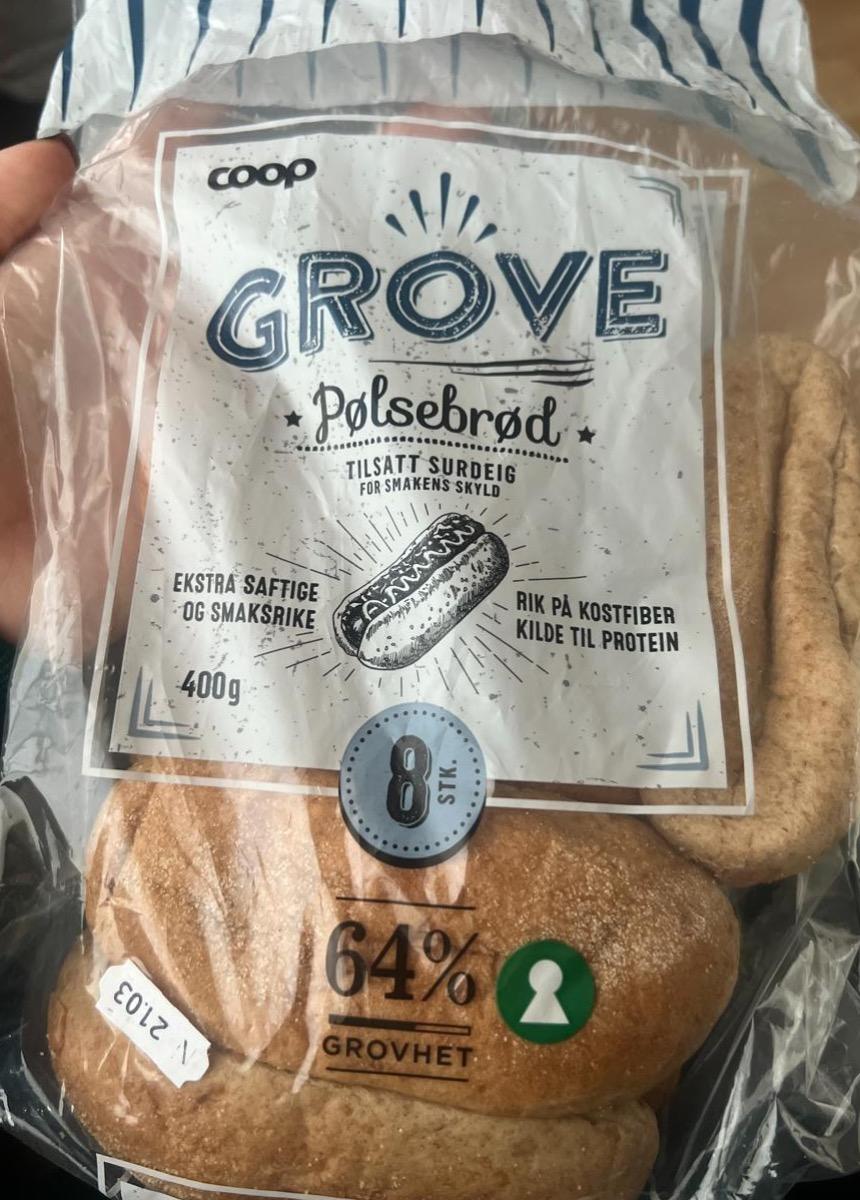 coop
GROVE
Pølsebrød
TILSATT SURDEIG
FOR SMAKENS SKYLD
EKSTRA SAFTIGE
OG SMAKSRIKE
RIK PÅ KOSTFIBER
KILDE TIL PROTEIN
400g
8 STK.
64%
GROVHET
N 21.03